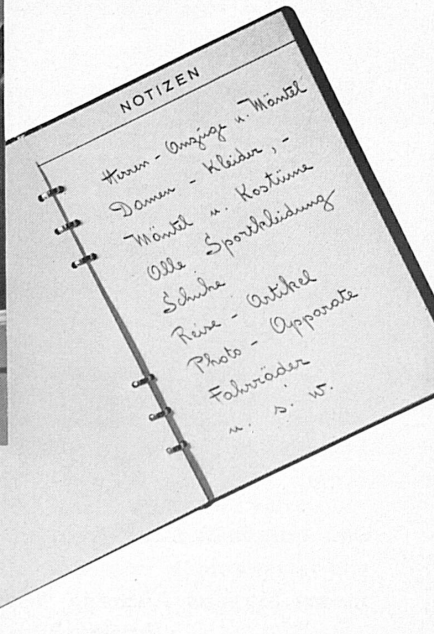 NOTIZEN
Herren - Anzüge u. Mäntel
Damen - Kleider, -
Mäntel u. Kostüme
Alle Sportkleidung
Schuhe
Reise - Artikel
Photo - Apparate
Fahrräder
u. s. w.